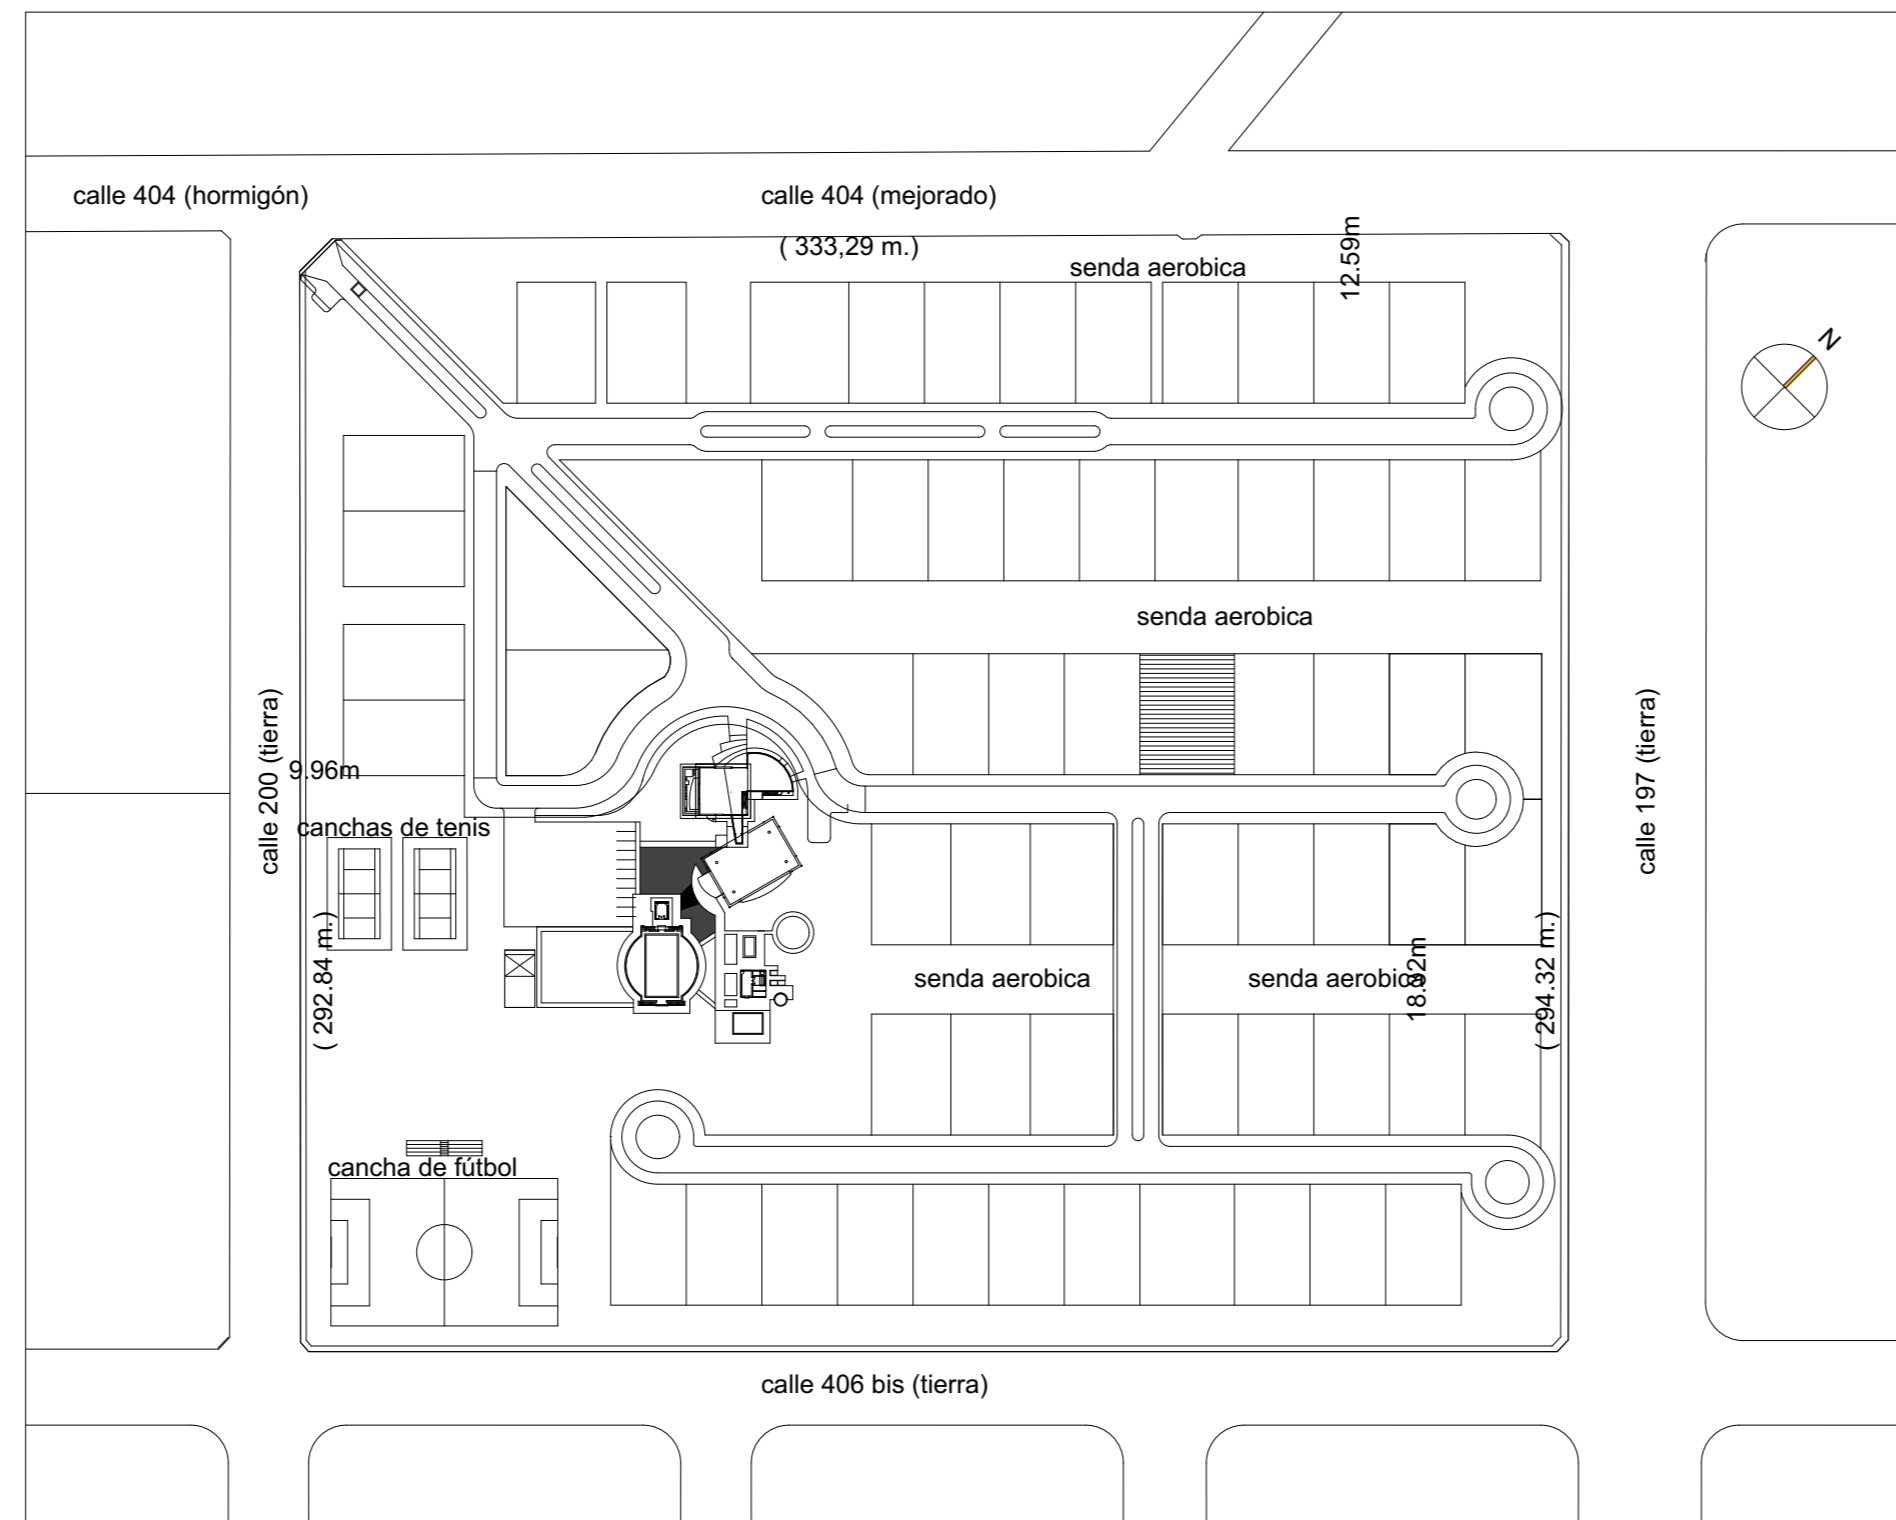 calle 404 (hormigón)
calle 404 (mejorado)
( 333,29 m.)
senda aerobica
12.59m
N
senda aerobica
calle 200 (tierra)
calle 197 (tierra)
9.96m
canchas de tenis
( 292.84 m.)
senda aerobica
senda aerobica
18.92m
( 294.32 m.)
cancha de fútbol
calle 406 bis (tierra)